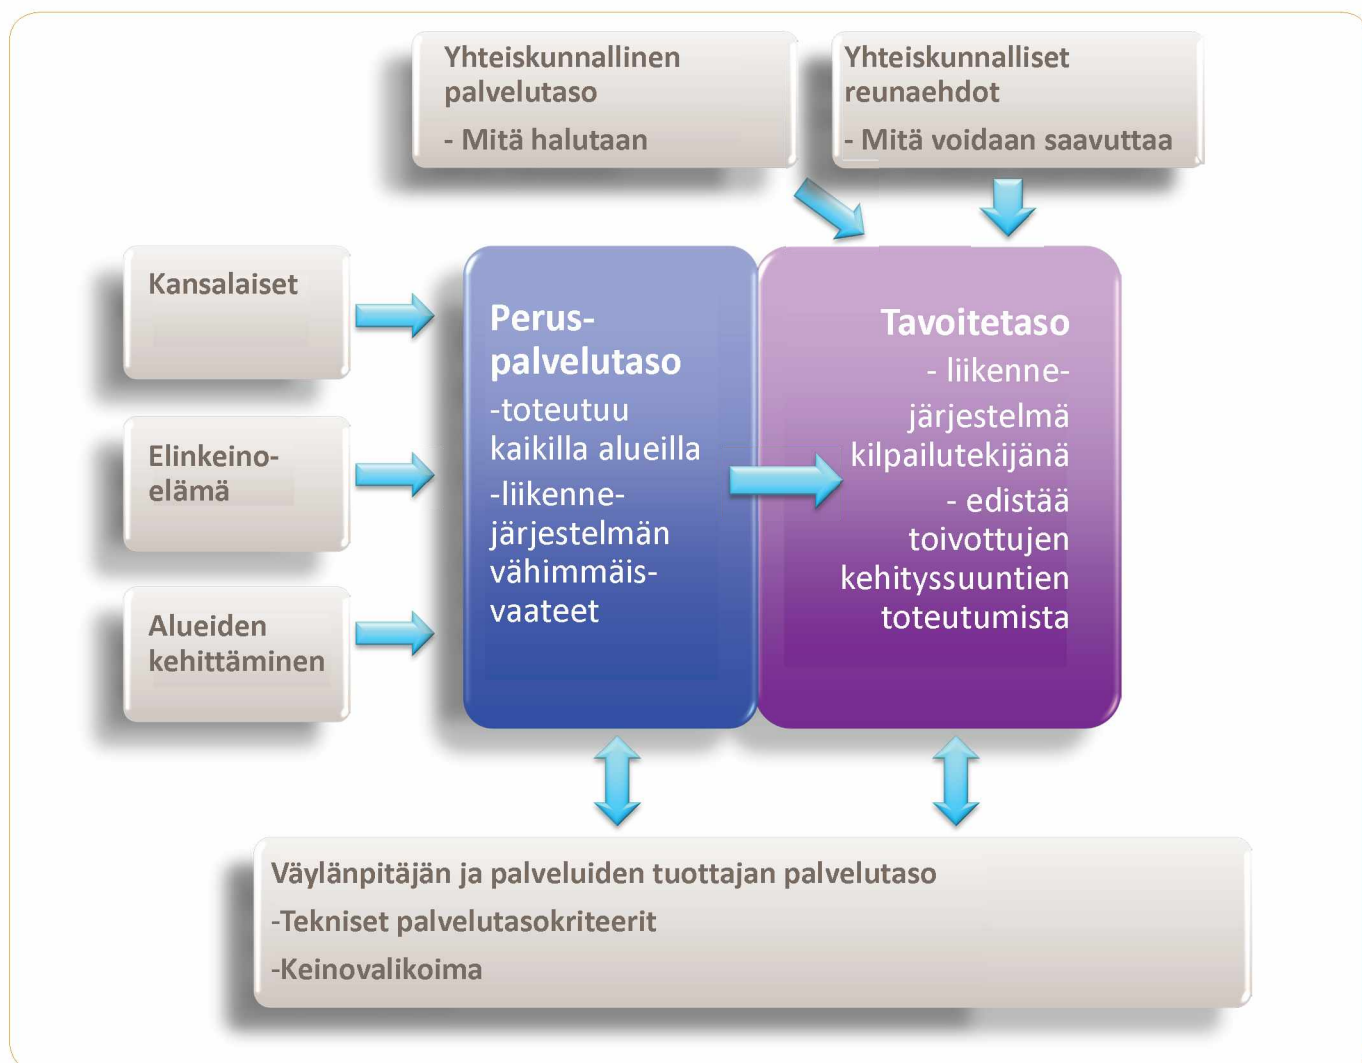 Yhteiskunnallinen
palvelutaso
- Mitä halutaan
Yhteiskunnalliset
reunaehdot
- Mitä voidaan saavuttaa
Kansalaiset
Elinkeino-
elämä
Alueiden
kehittäminen
Perus-
palvelutaso
-toteutuu
kaikilla alueilla
-liikenne-
järjestelmän
vähimmäis-
vaateet
Tavoitetaso
- liikenne-
järjestelmä
kilpailutekijänä
- edistää
toivottujen
kehityssuuntien
toteutumista
Väylänpitäjän ja palveluiden tuottajan palvelutaso
-Tekniset palvelutasokriteerit
-Keinovalikoima